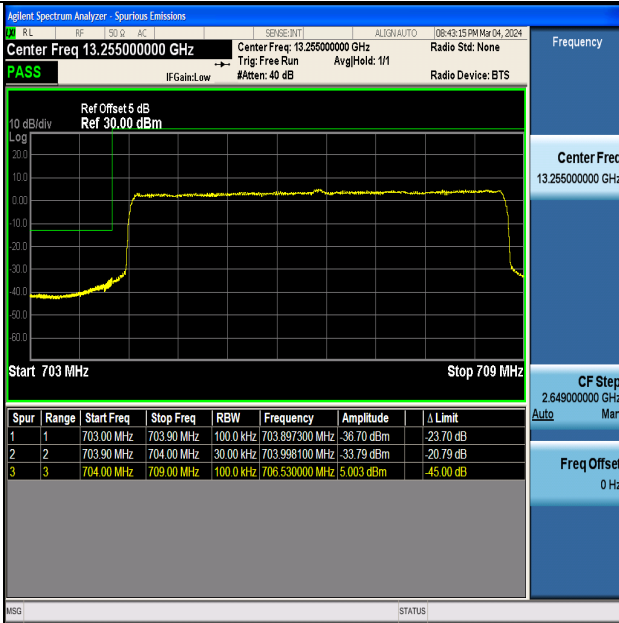 Agilent Spectrum Analyzer - Spurious Emissions
LXI RL RF 50 Ω AC SENSE:INT ALIGN AUTO 08:43:15 PM Mar 04, 2024
Center Freq 13.255000000 GHz
Center Freq: 13.255000000 GHz
Radio Std: None
Trig: Free Run Avg|Hold: 1/1
PASS
IFGain:Low
#Atten: 40 dB
Radio Device: BTS
Ref Offset 5 dB
10 dB/div Ref 30.00 dBm
Log
20.0
10.0
0.00
-10.0
-20.0
-30.0
-40.0
-50.0
-60.0
Start 703 MHz Stop 709 MHz
Spur Range Start Freq Stop Freq RBW Frequency Amplitude Δ Limit
1 1 703.00 MHz 703.90 MHz 100.0 kHz 703.897300 MHz -36.70 dBm -23.70 dB
2 2 703.90 MHz 704.00 MHz 30.00 kHz 703.998100 MHz -33.79 dBm -20.79 dB
3 3 704.00 MHz 709.00 MHz 100.0 kHz 706.530000 MHz 5.003 dBm -45.00 dB
MSG STATUS
Frequency
Center Freq
13.255000000 GHz
CF Step
2.649000000 GHz
Auto Man
Freq Offset
0 Hz